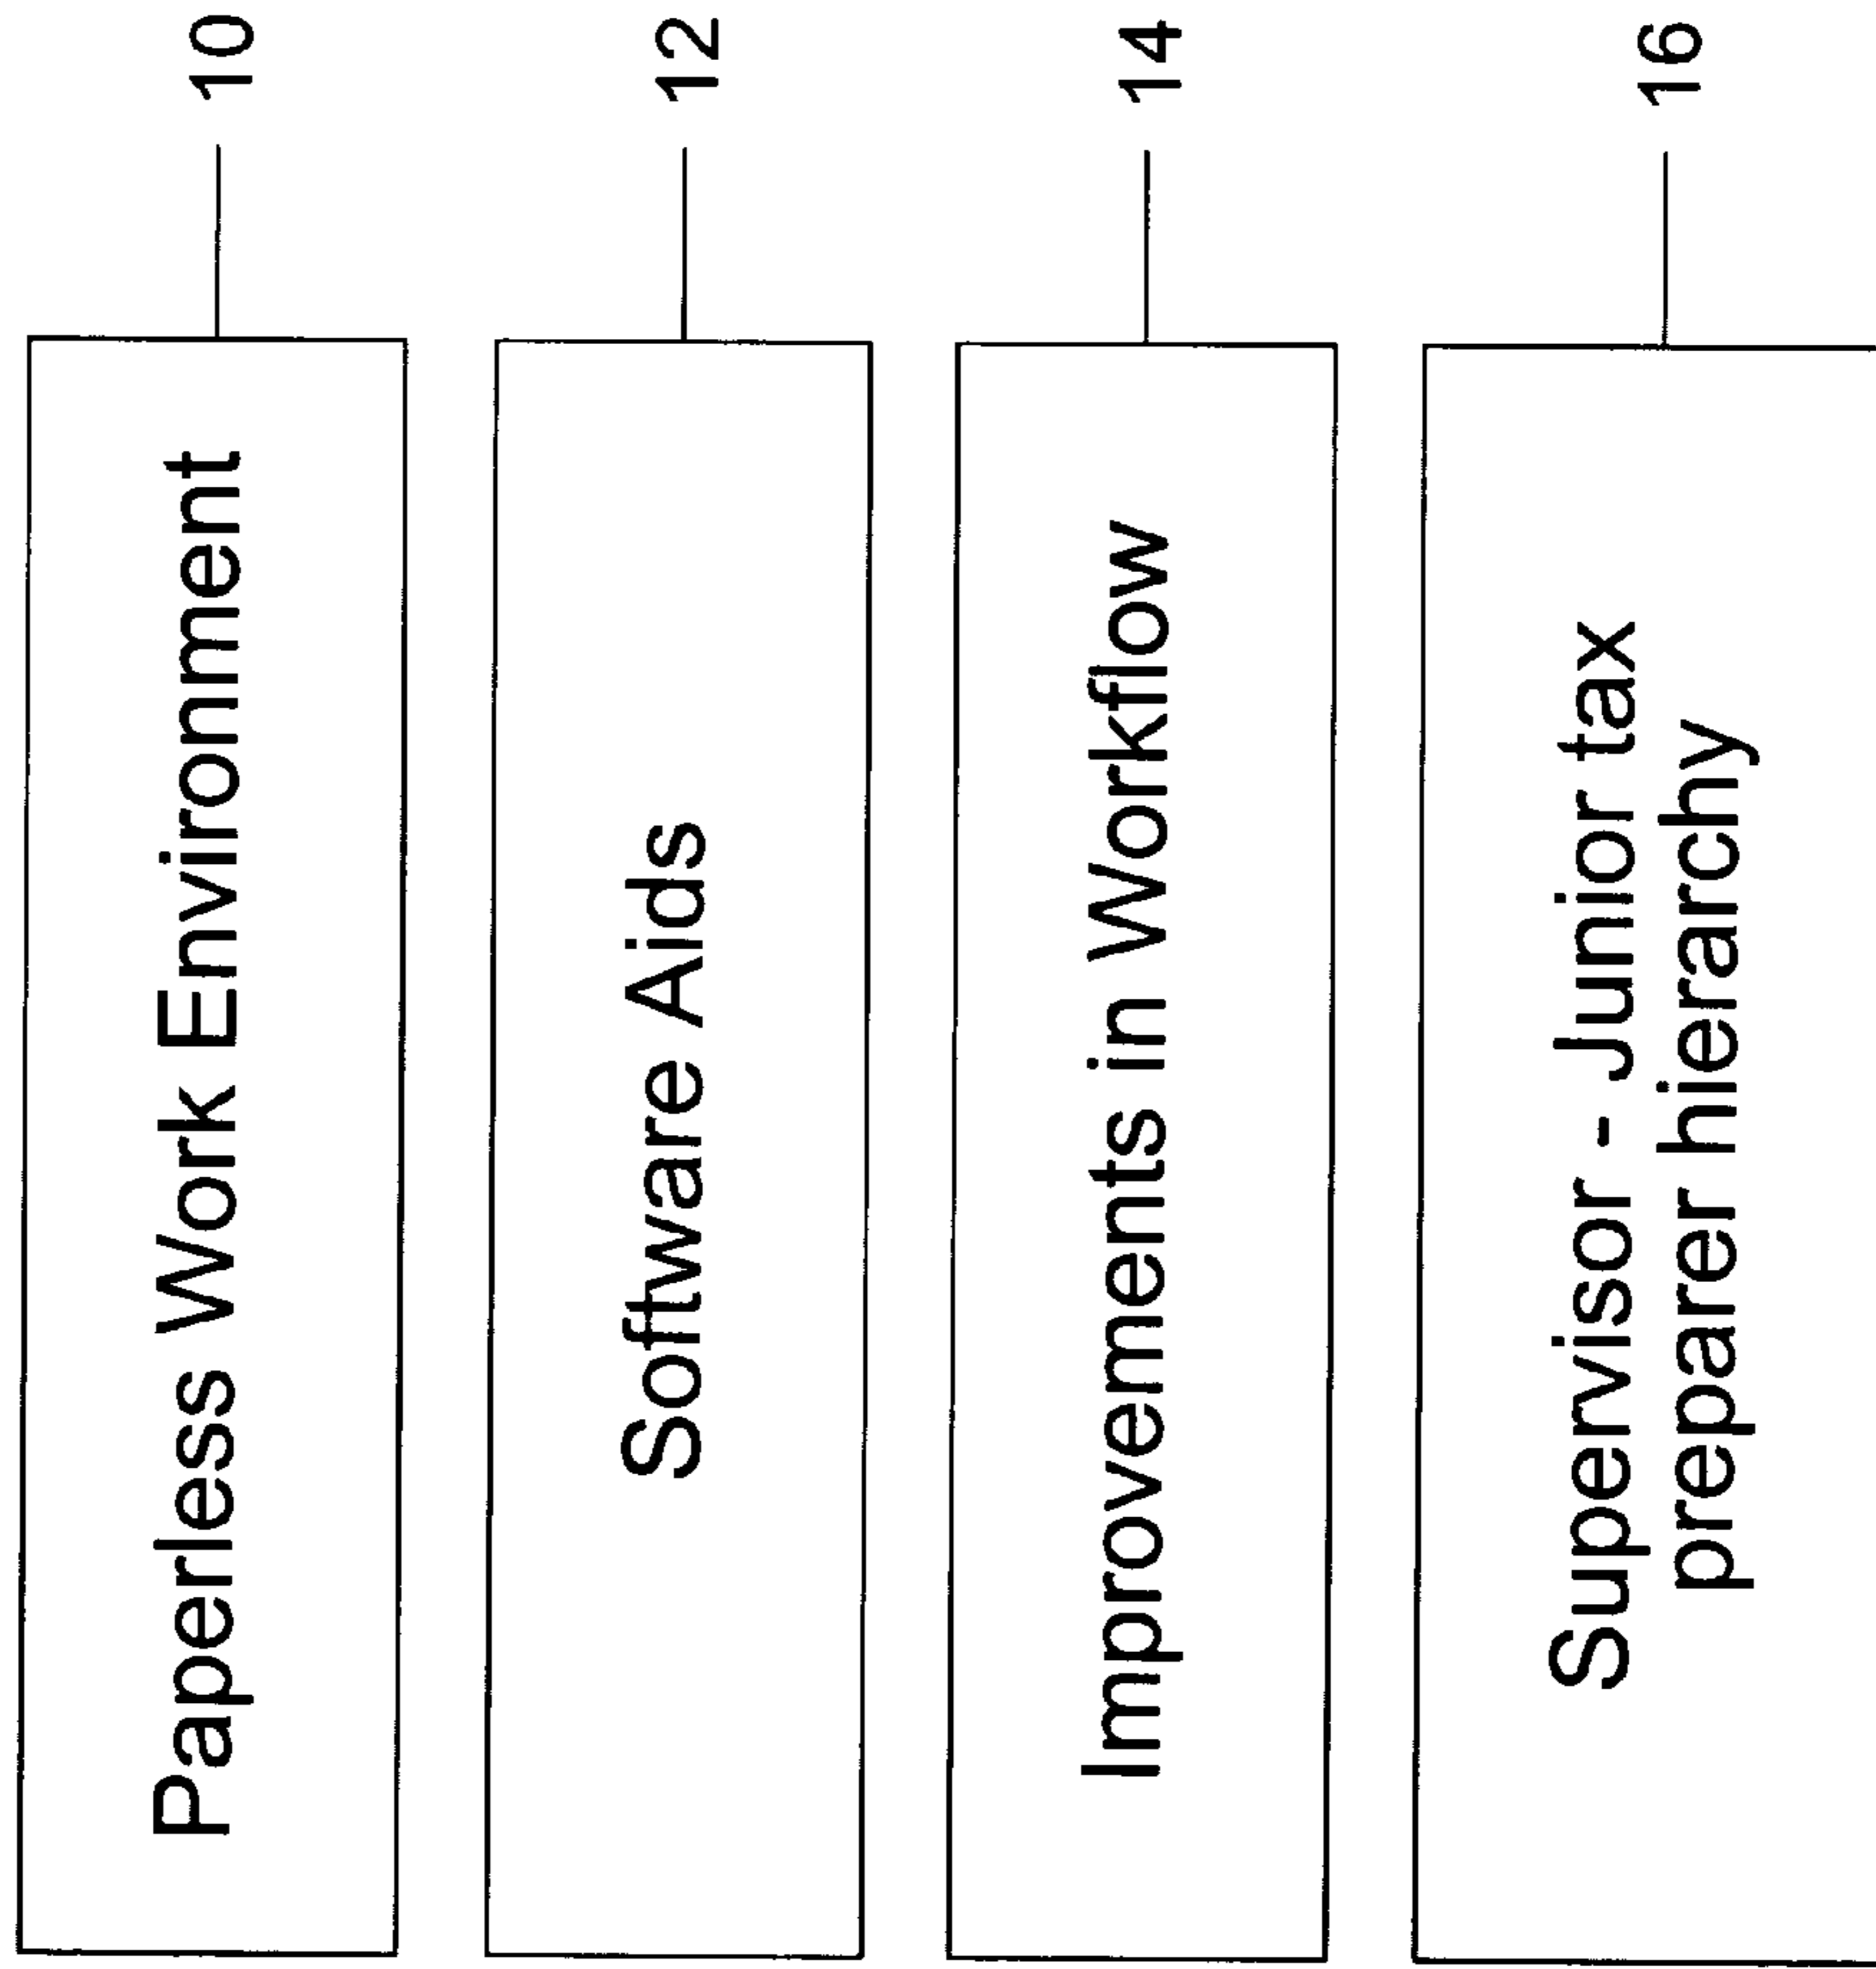 Paperless Work Environment 10
Software Aids 12
Improvements in Workflow 14
Supervisor - Junior tax
preparer hierarchy 16